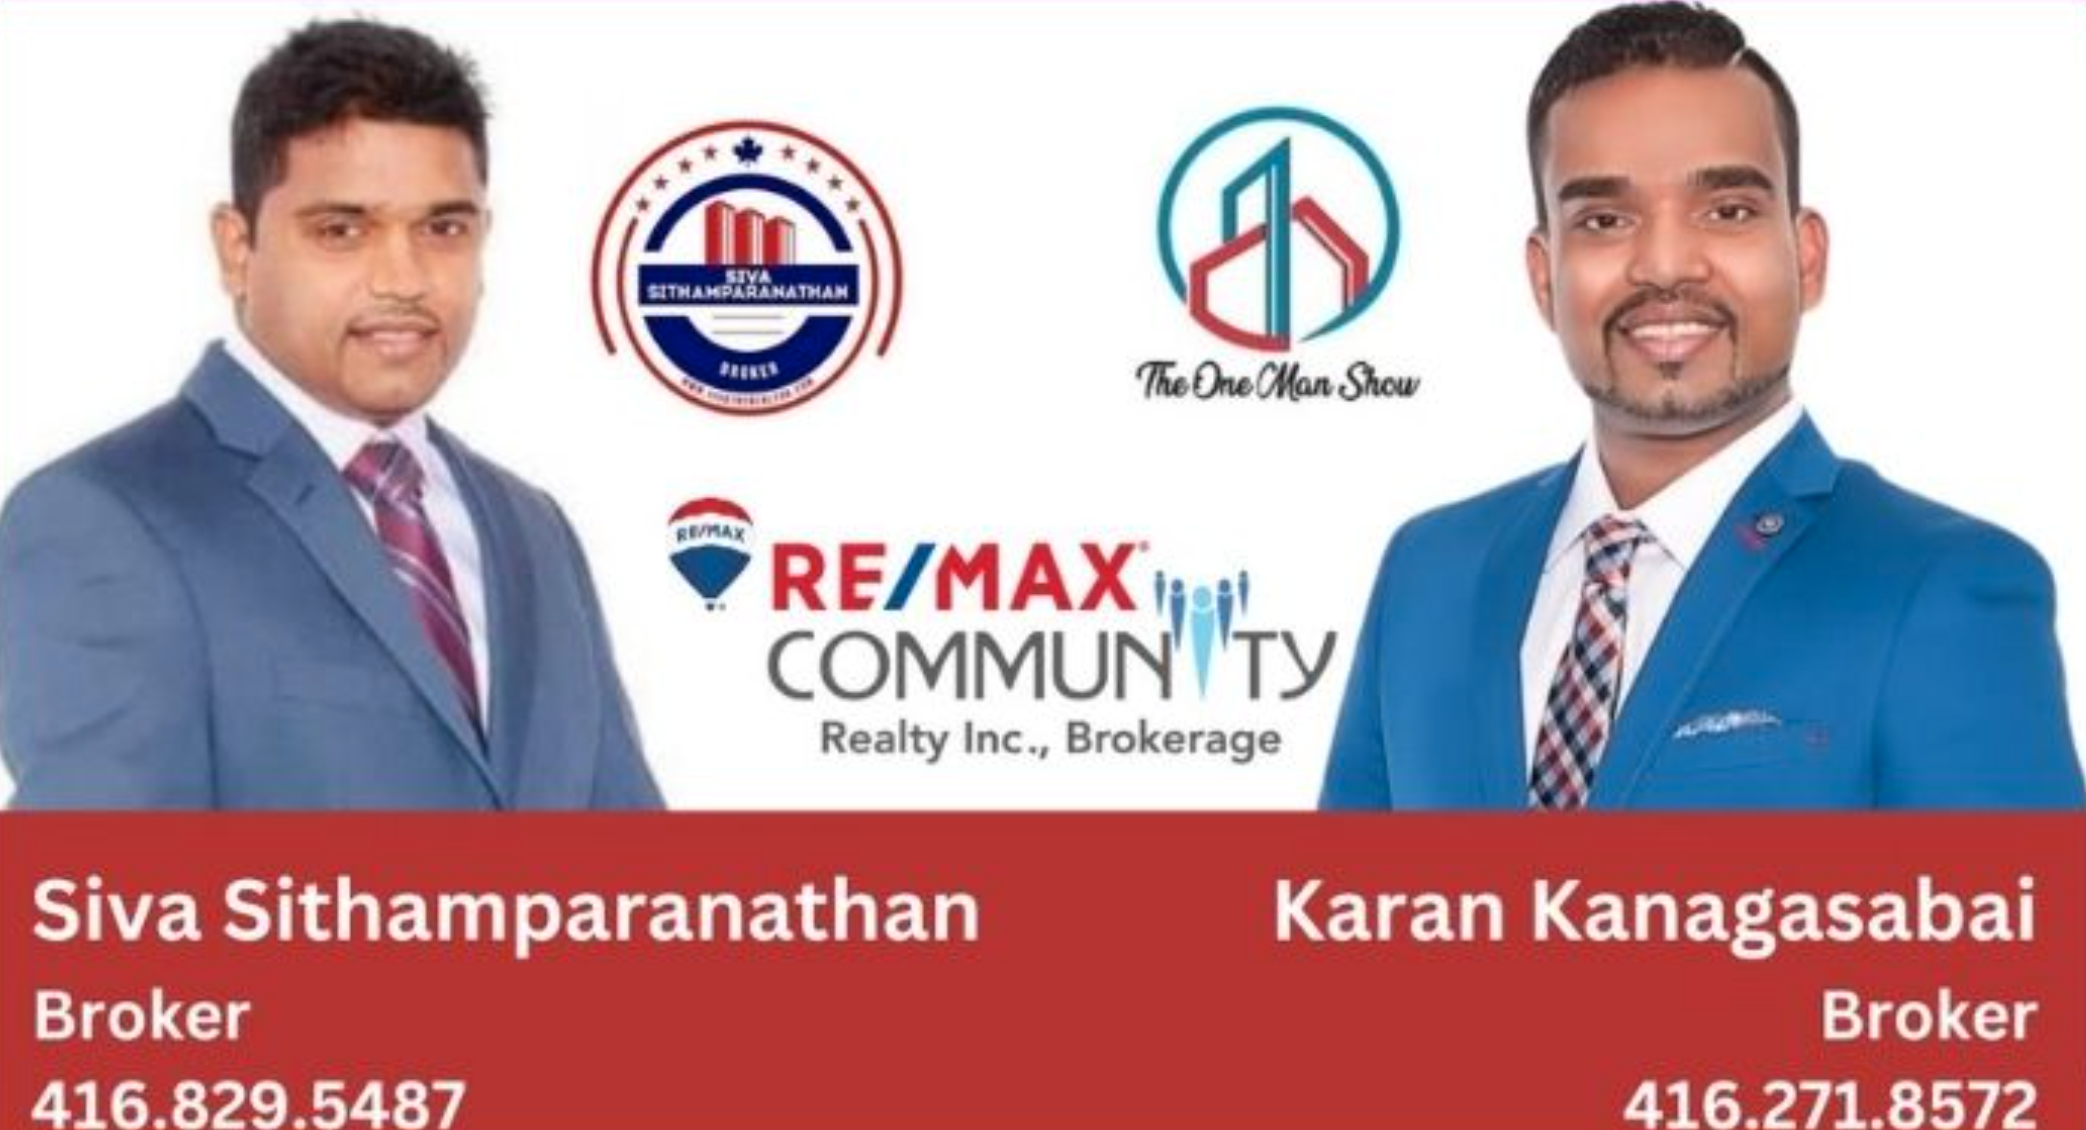 SIVA
SITHAMPARANATHAN
BROKER
The One Man Show
RE/MAX
RE/MAX®
COMMUNITY
Realty Inc., Brokerage
Siva Sithamparanathan
Karan Kanagasabai
Broker
Broker
416.829.5487
416.271.8572